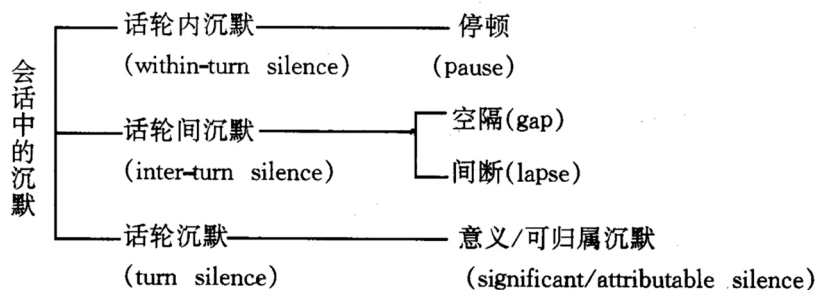 会话中的沉默
话轮内沉默 停顿
(within-turn silence) (pause)
话轮间沉默 空隔(gap)
(inter-turn silence) 间断(lapse)
话轮沉默 意义/可归属沉默
(turn silence) (significant/attributable silence)